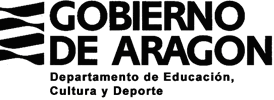 GOBIERNO
DE ARAGON
Departamento de Educación,
Cultura y Deporte